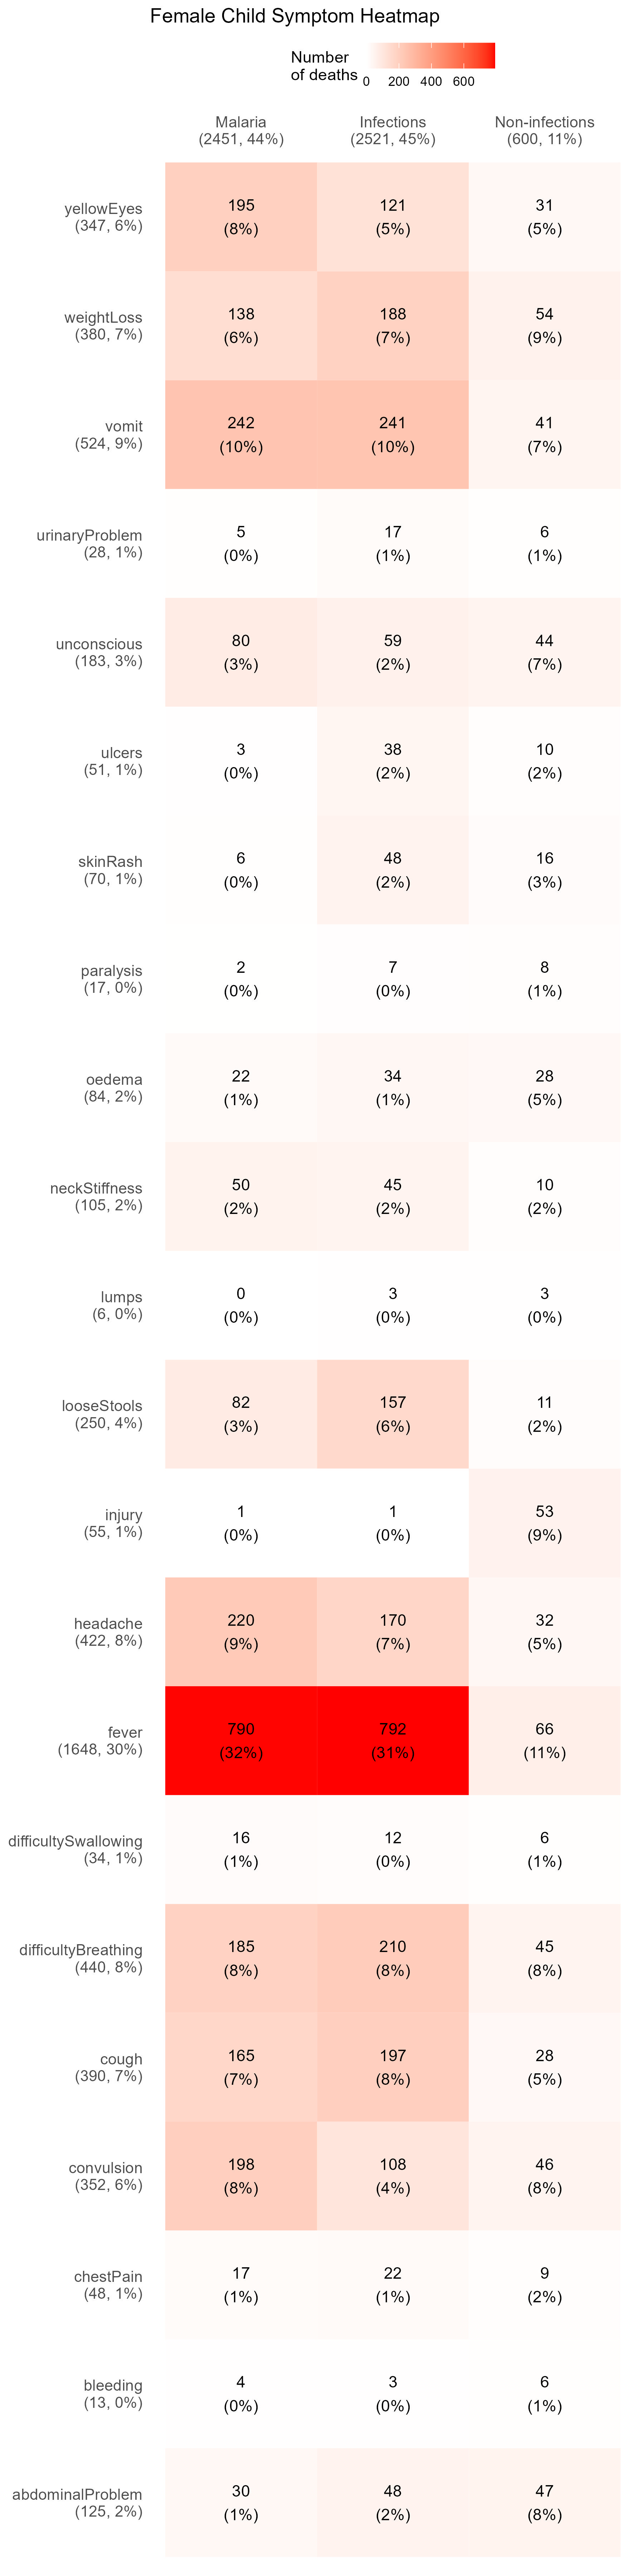 Female Child Symptom Heatmap
Number
of deaths
0 200 400 600
Malaria Infections Non-infections
(2451, 44%) (2521, 45%) (600, 11%)
yellowEyes 195 121 31
(347, 6%) (8%) (5%) (5%)
weightLoss 138 188 54
(380, 7%) (6%) (7%) (9%)
vomit 242 241 41
(524, 9%) (10%) (10%) (7%)
urinaryProblem 5 17 6
(28, 1%) (0%) (1%) (1%)
unconscious 80 59 44
(183, 3%) (3%) (2%) (7%)
ulcers 3 38 10
(51, 1%) (0%) (2%) (2%)
skinRash 6 48 16
(70, 1%) (0%) (2%) (3%)
paralysis 2 7 8
(17, 0%) (0%) (0%) (1%)
oedema 22 34 28
(84, 2%) (1%) (1%) (5%)
neckStiffness 50 45 10
(105, 2%) (2%) (2%) (2%)
lumps 0 3 3
(6, 0%) (0%) (0%) (0%)
looseStools 82 157 11
(250, 4%) (3%) (6%) (2%)
injury 1 1 53
(55, 1%) (0%) (0%) (9%)
headache 220 170 32
(422, 8%) (9%) (7%) (5%)
fever 790 792 66
(1648, 30%) (32%) (31%) (11%)
difficultySwallowing 16 12 6
(34, 1%) (1%) (0%) (1%)
difficultyBreathing 185 210 45
(440, 8%) (8%) (8%) (8%)
cough 165 197 28
(390, 7%) (7%) (8%) (5%)
convulsion 198 108 46
(352, 6%) (8%) (4%) (8%)
chestPain 17 22 9
(48, 1%) (1%) (1%) (2%)
bleeding 4 3 6
(13, 0%) (0%) (0%) (1%)
abdominalProblem 30 48 47
(125, 2%) (1%) (2%) (8%)